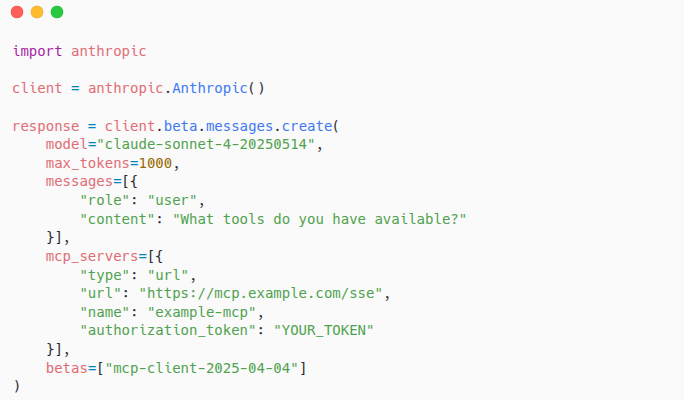 import anthropic
client = anthropic.Anthropic()
response = client.beta.messages.create(
    model="claude-sonnet-4-20250514",
    max_tokens=1000,
    messages=[{
        "role": "user",
        "content": "What tools do you have available?"
    }],
    mcp_servers=[{
        "type": "url",
        "url": "https://mcp.example.com/sse",
        "name": "example-mcp",
        "authorization_token": "YOUR_TOKEN"
    }],
    betas=["mcp-client-2025-04-04"]
)